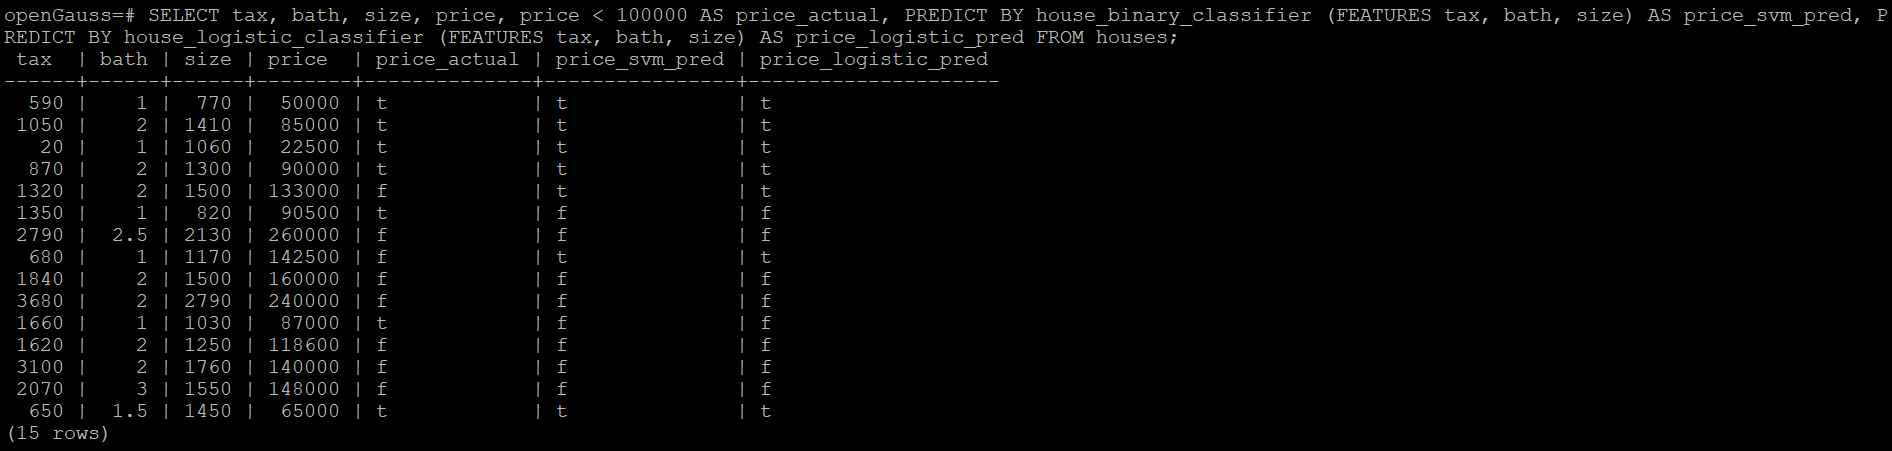 openGauss=# SELECT tax, bath, size, price, price < 100000 AS price_actual, PREDICT BY house_binary_classifier (FEATURES tax, bath, size) AS price_svm_pred, P
REDICT BY house_logistic_classifier (FEATURES tax, bath, size) AS price_logistic_pred FROM houses;
 tax  | bath | size | price  | price_actual | price_svm_pred | price_logistic_pred
------+------+------+--------+--------------+----------------+---------------------
  590 |    1 |  770 |  50000 | t            | t              | t
 1050 |    2 | 1410 |  85000 | t            | t              | t
   20 |    1 | 1060 |  22500 | t            | t              | t
  870 |    2 | 1300 |  90000 | t            | t              | t
 1320 |    2 | 1500 | 133000 | f            | t              | t
 1350 |    1 |  820 |  90500 | t            | f              | f
 2790 |  2.5 | 2130 | 260000 | f            | f              | f
  680 |    1 | 1170 | 142500 | f            | t              | t
 1840 |    2 | 1500 | 160000 | f            | f              | f
 3680 |    2 | 2790 | 240000 | f            | f              | f
 1660 |    1 | 1030 |  87000 | t            | f              | f
 1620 |    2 | 1250 | 118600 | f            | f              | f
 3100 |    2 | 1760 | 140000 | f            | f              | f
 2070 |    3 | 1550 | 148000 | f            | f              | f
  650 |  1.5 | 1450 |  65000 | t            | t              | t
(15 rows)